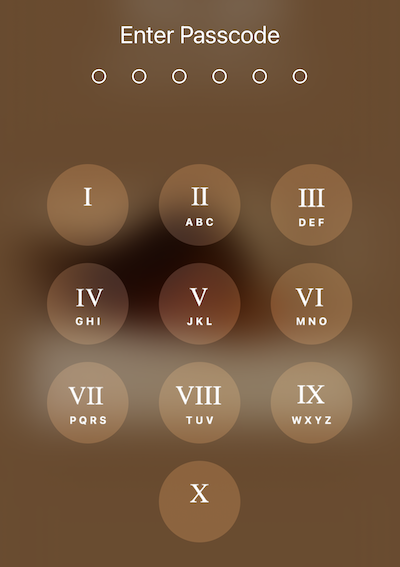 Enter Passcode
I II III
ABC DEF
IV V VI
GHI JKL MNO
VII VIII IX
PQRS TUV WXYZ
X